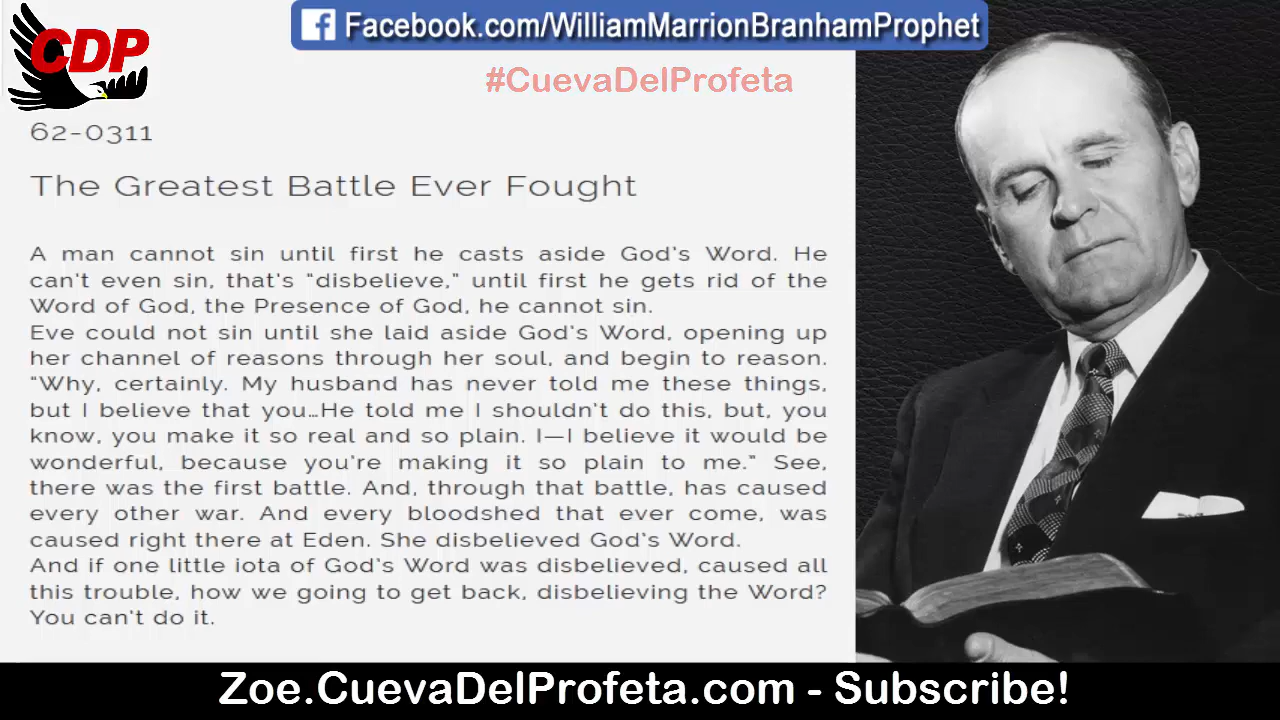 CDP
Facebook.com/WilliamMarrionBranhamProphet
#CuevaDelProfeta
62-0311
The Greatest Battle Ever Fought
A man cannot sin until first he casts aside God's Word. He
can't even sin, that's “disbelieve,” until first he gets rid of the
Word of God, the Presence of God, he cannot sin.
Eve could not sin until she laid aside God's Word, opening up
her channel of reasons through her soul, and begin to reason.
“Why, certainly. My husband has never told me these things,
but I believe that you…He told me I shouldn't do this, but, you
know, you make it so real and so plain. I—I believe it would be
wonderful, because you're making it so plain to me.” See,
there was the first battle. And, through that battle, has caused
every other war. And every bloodshed that ever come, was
caused right there at Eden. She disbelieved God's Word.
And if one little iota of God's Word was disbelieved, caused all
this trouble, how we going to get back, disbelieving the Word?
You can't do it.
Zoe.CuevaDelProfeta.com - Subscribe!